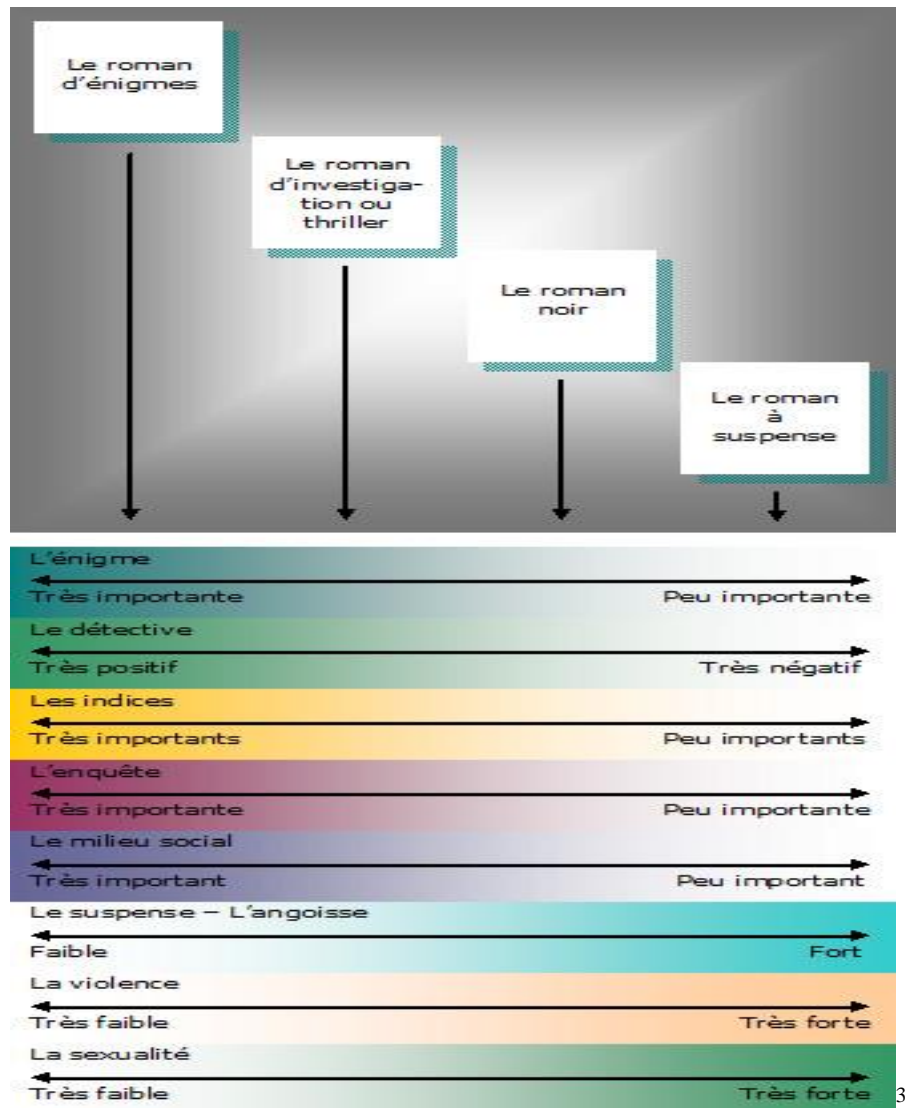 Le roman
d'énigmes
Le roman
d'investiga-
tion ou
thriller
Le roman
noir
Le roman
à
suspense
L'énigme
Très importante Peu importante
Le détective
Très positif Très négatif
Les indices
Très importants Peu importants
L'enquête
Très importante Peu importante
Le milieu social
Très important Peu important
Le suspense – L'angoisse
Faible Fort
La violence
Très faible Très forte
La sexualité
Très faible Très forte
3